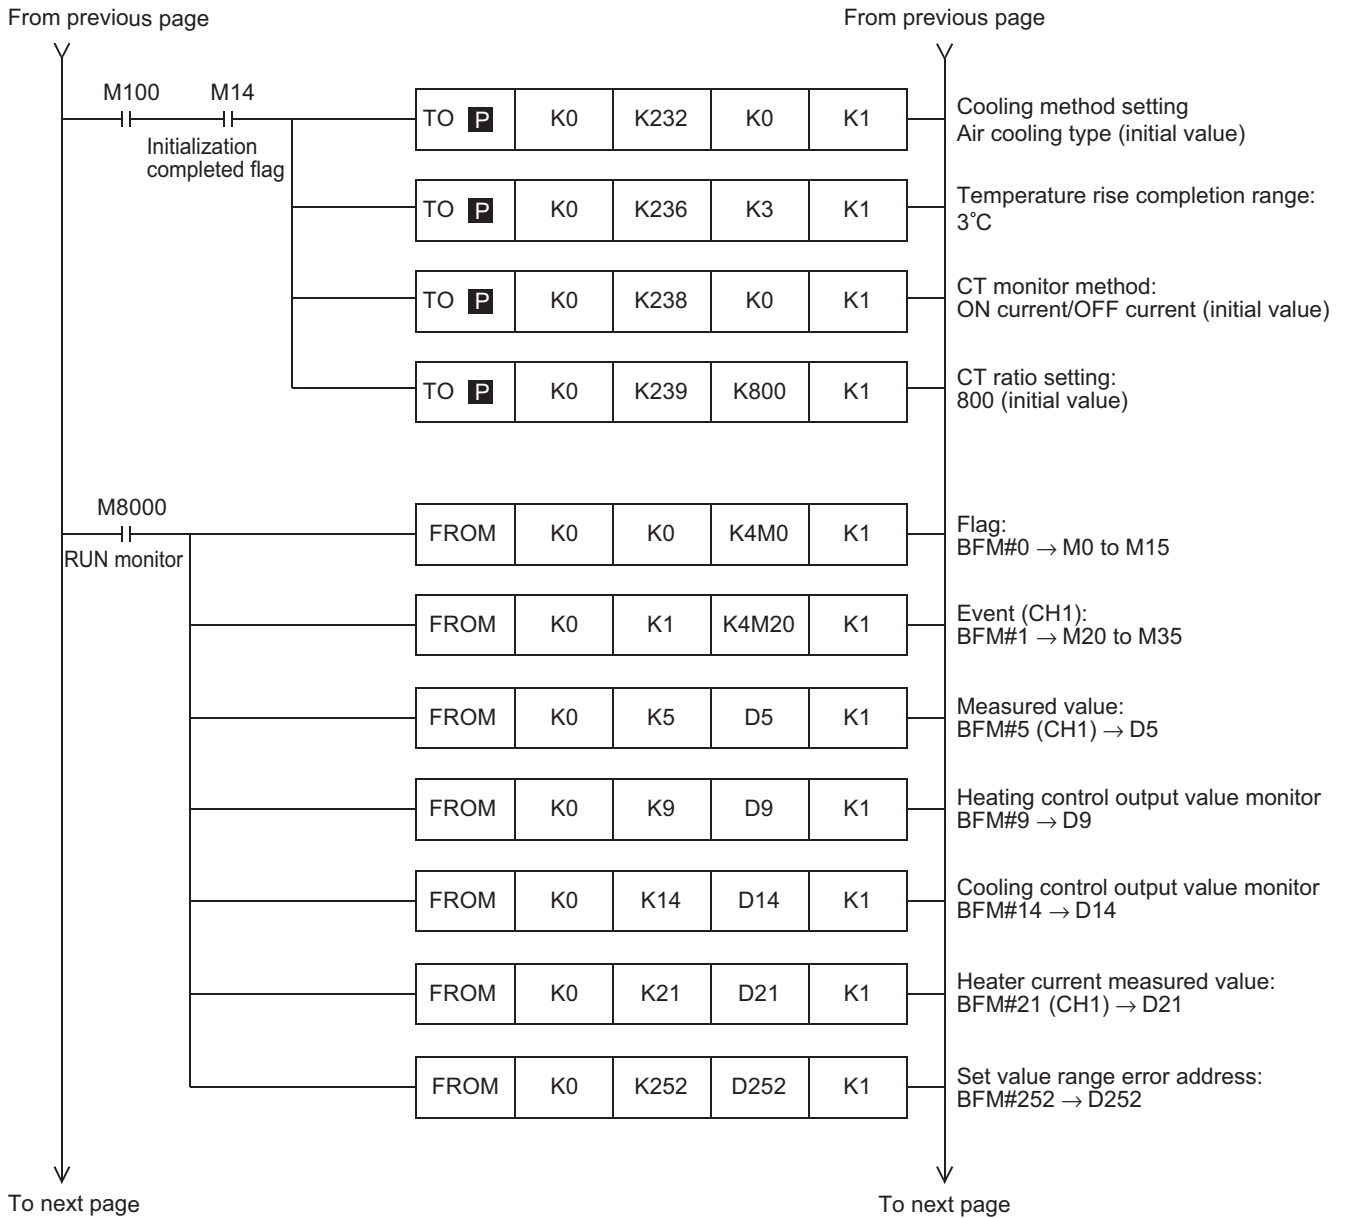 From previous page
From previous page
M100
M14
Initialization
completed flag
TO P K0 K232 K0 K1
Cooling method setting
Air cooling type (initial value)
TO P K0 K236 K3 K1
Temperature rise completion range:
3°C
TO P K0 K238 K0 K1
CT monitor method:
ON current/OFF current (initial value)
TO P K0 K239 K800 K1
CT ratio setting:
800 (initial value)
M8000
RUN monitor
FROM K0 K0 K4M0 K1
Flag:
BFM#0 → M0 to M15
FROM K0 K1 K4M20 K1
Event (CH1):
BFM#1 → M20 to M35
FROM K0 K5 D5 K1
Measured value:
BFM#5 (CH1) → D5
FROM K0 K9 D9 K1
Heating control output value monitor
BFM#9 → D9
FROM K0 K14 D14 K1
Cooling control output value monitor
BFM#14 → D14
FROM K0 K21 D21 K1
Heater current measured value:
BFM#21 (CH1) → D21
FROM K0 K252 D252 K1
Set value range error address:
BFM#252 → D252
To next page
To next page